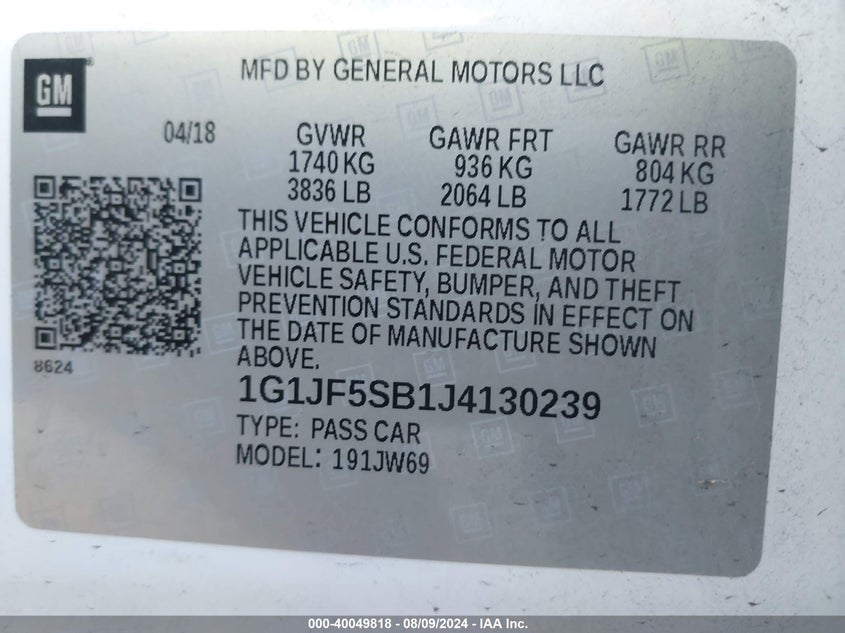 GM
MFD BY GENERAL MOTORS LLC
04/18 GVWR GAWR FRT GAWR RR
1740 KG 936 KG 804 KG
3836 LB 2064 LB 1772 LB
THIS VEHICLE CONFORMS TO ALL
APPLICABLE U.S. FEDERAL MOTOR
VEHICLE SAFETY, BUMPER, AND THEFT
PREVENTION STANDARDS IN EFFECT ON
THE DATE OF MANUFACTURE SHOWN
ABOVE.
8624
1G1JF5SB1J4130239
TYPE: PASS CAR
MODEL: 191JW69
000-40049818 - 08/09/2024 - IAA Inc.